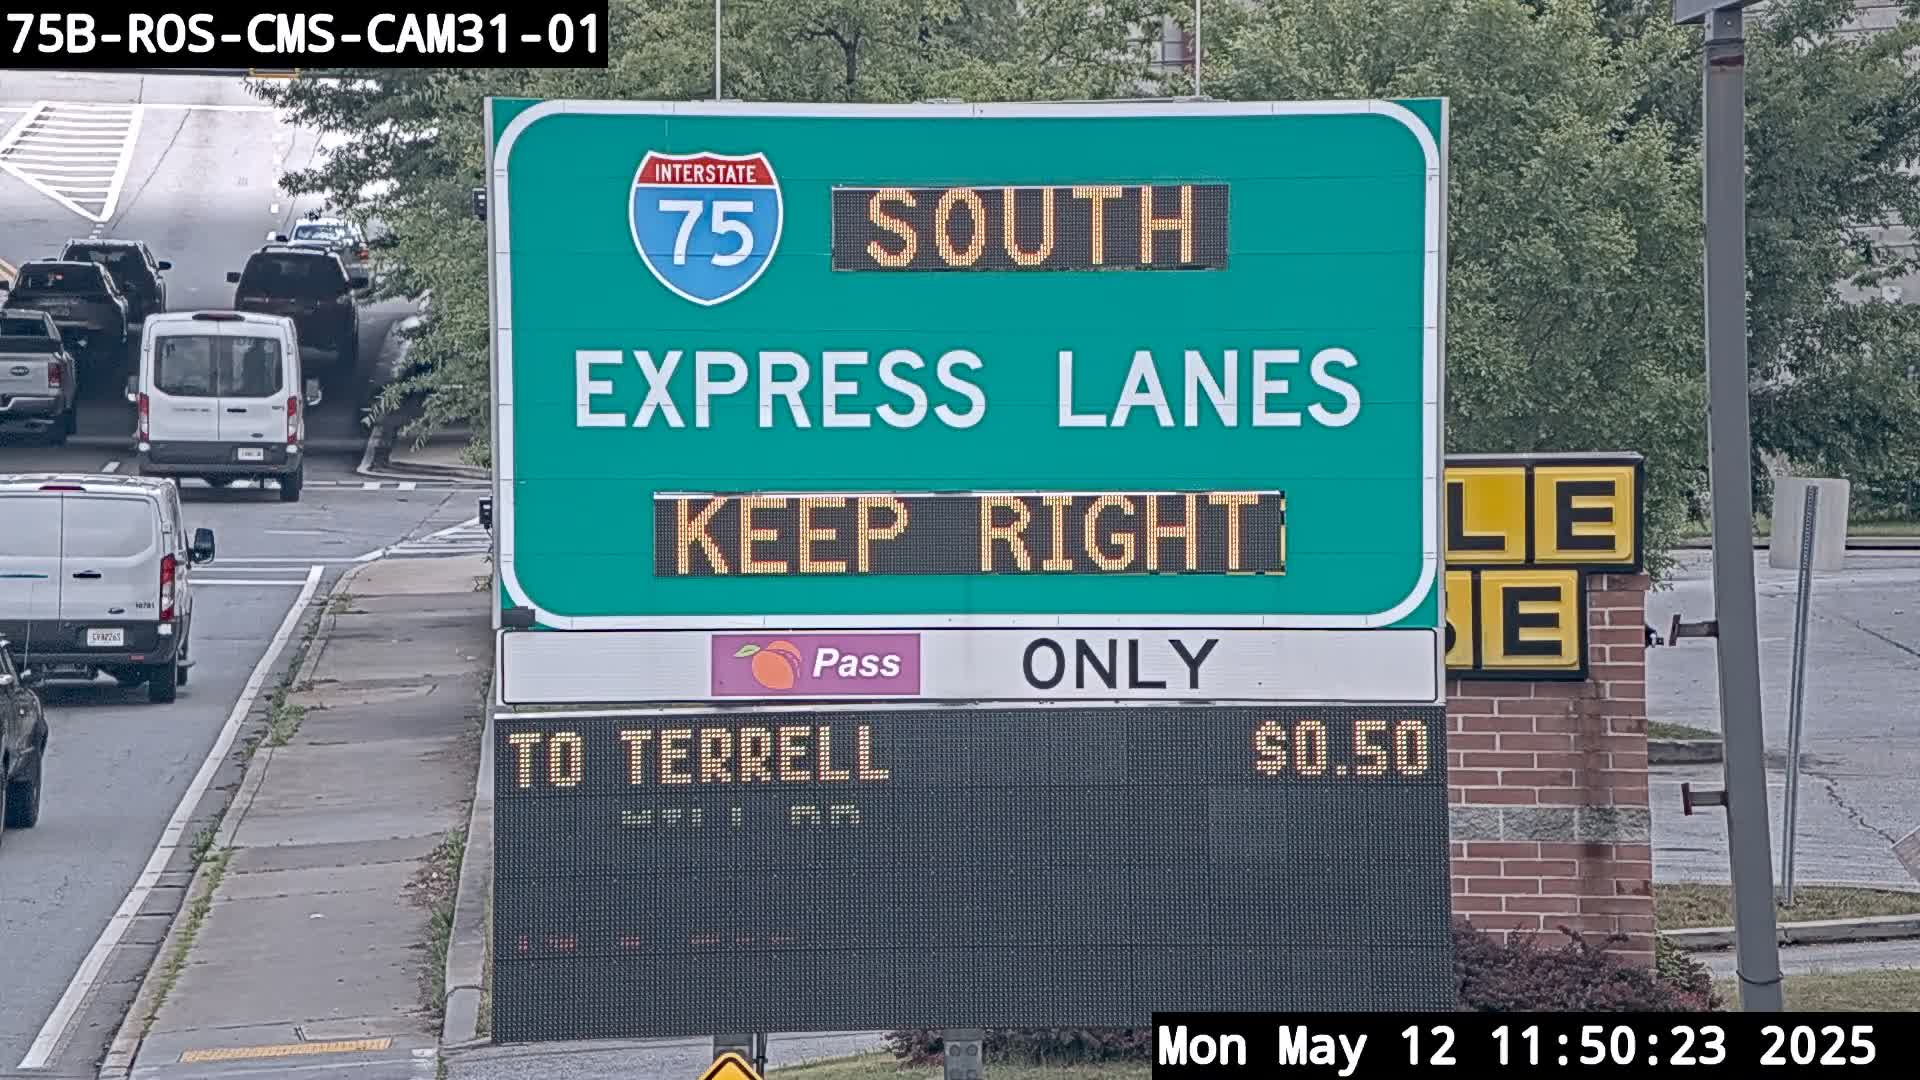 75B-ROS-CMS-CAM31-01
INTERSTATE
75
SOUTH
EXPRESS LANES
KEEP RIGHT
Pass ONLY
TO TERRELL $0.50
LE
E
Mon May 12 11:50:23 2025